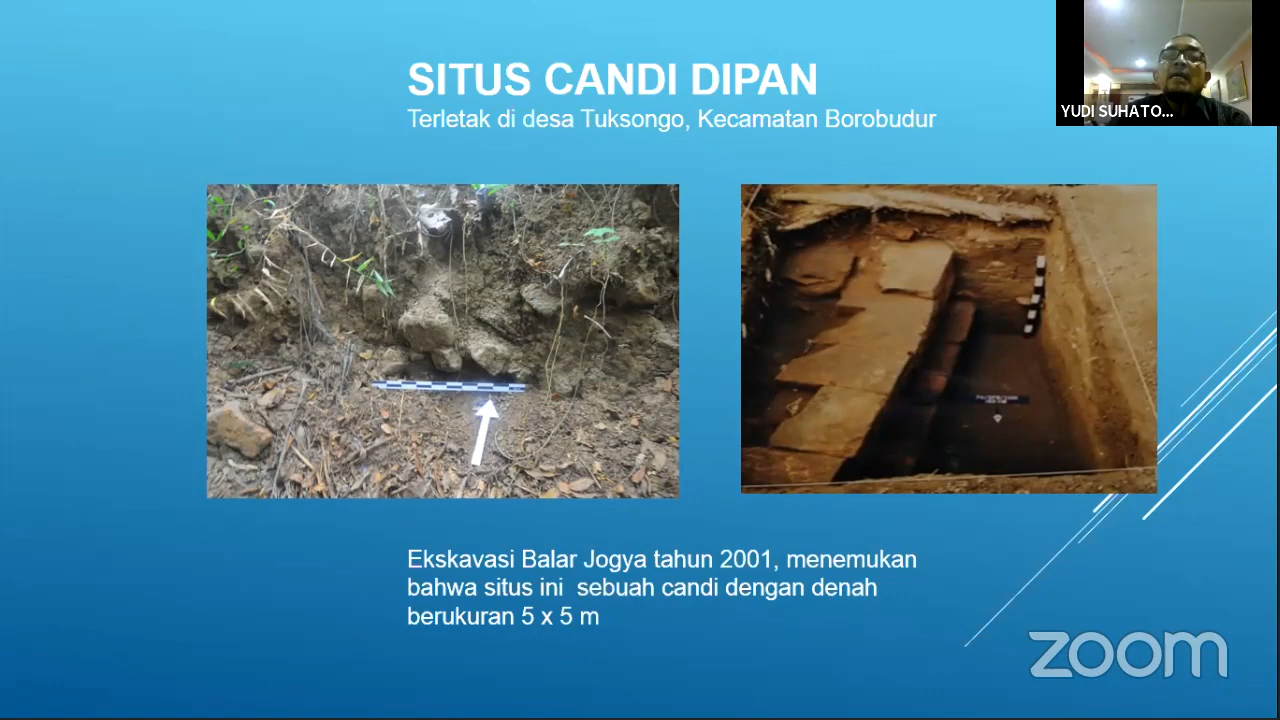 SITUS CANDI DIPAN
Terletak di desa Tuksongo, Kecamatan Borobudur
YUDI SUHATO...
Ekskavasi Balar Jogya tahun 2001, menemukan
bahwa situs ini  sebuah candi dengan denah
berukuran 5 x 5 m
zoom